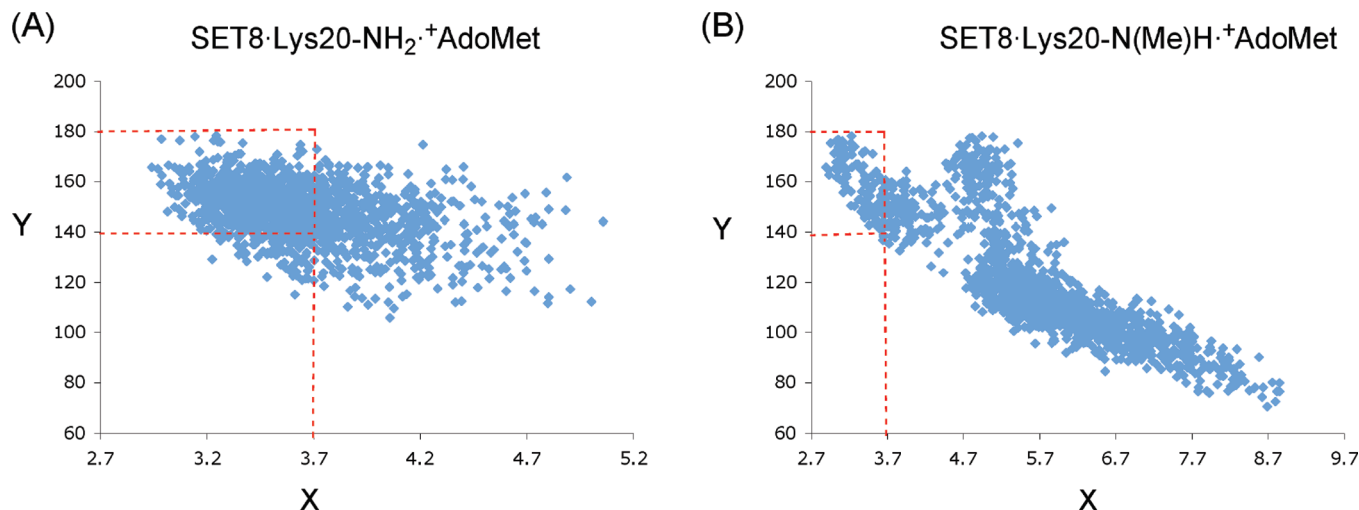 (A) SET8·Lys20-NH₂·⁺AdoMet
200
180
160
140
120
100
80
60
Y
2.7 3.2 3.7 4.2 4.7 5.2
X
(B) SET8·Lys20-N(Me)H·⁺AdoMet
200
180
160
140
120
100
80
60
Y
2.7 3.7 4.7 5.7 6.7 7.7 8.7 9.7
X